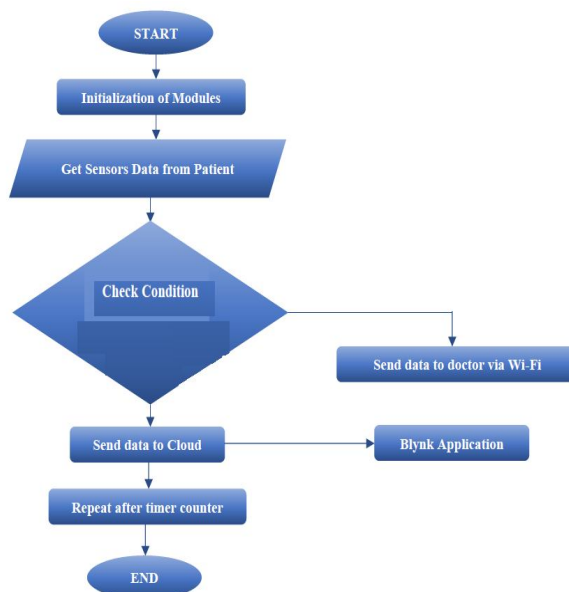 START
Initialization of Modules
Get Sensors Data from Patient
Check Condition
Send data to doctor via Wi-Fi
Send data to Cloud
Blynk Application
Repeat after timer counter
END